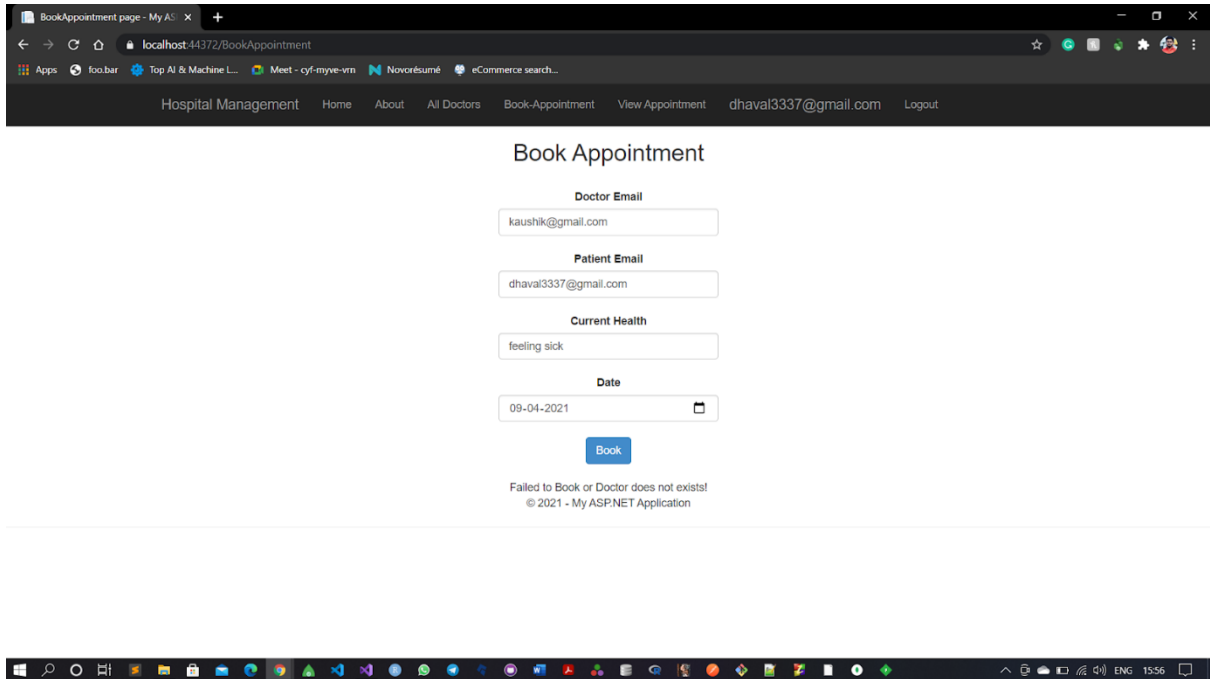 BookAppointment page - My AS
localhost:44372/BookAppointment
Apps foo.bar Top AI & Machine L... Meet - cyf-myve-vrn Novorésumé eCommerce search...
Hospital Management Home About All Doctors Book-Appointment View Appointment dhaval3337@gmail.com Logout
Book Appointment
Doctor Email
kaushik@gmail.com
Patient Email
dhaval3337@gmail.com
Current Health
feeling sick
Date
09-04-2021
Book
Failed to Book or Doctor does not exists!
© 2021 - My ASP.NET Application
ENG 15:56